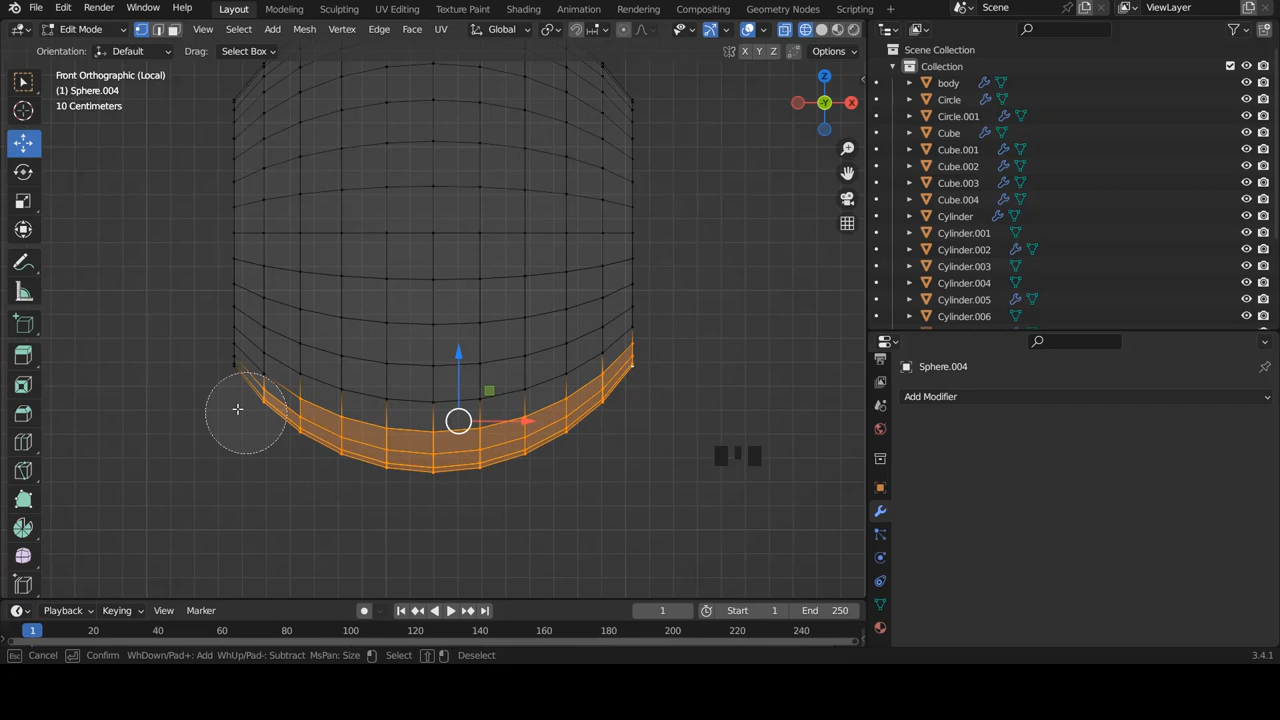 File Edit Render Window Help Layout Modeling Sculpting UV Editing Texture Paint Shading Animation Rendering Compositing Geometry Nodes Scripting Scene ViewLayer
Edit Mode View Select Add Mesh Vertex Edge Face UV Global
Orientation: Default Drag: Select Box X Y Z Options
Scene Collection
Collection
Front Orthographic (Local)
(1) Sphere.004
10 Centimeters
Z
X
-Y
body
Circle
Circle.001
Cube
Cube.001
Cube.002
Cube.003
Cube.004
Cylinder
Cylinder.001
Cylinder.002
Cylinder.003
Cylinder.004
Cylinder.005
Cylinder.006
Sphere.004
Add Modifier
Playback Keying View Marker 1 Start 1 End 250
1 20 40 60 80 100 120 140 160 180 200 220 240
Esc Cancel Confirm WhDown/Pad+: Add WhUp/Pad-: Subtract MsPan: Size Select Deselect 3.4.1